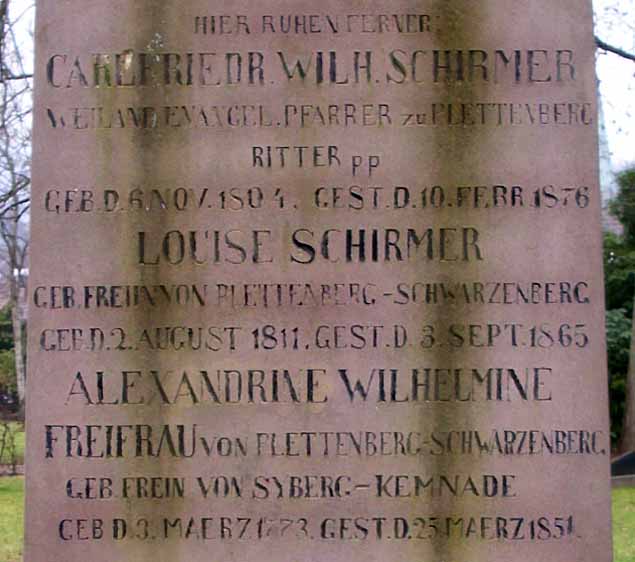 HIER RUHEN FERNER:
CARL FRIEDR. WILH. SCHIRMER
WEILAND EVANGEL. PFARRER zu PLETTENBERG
RITTER pp
GEB. D. 6. NOV. 1804. GEST. D. 10. FEBR. 1876
LOUISE SCHIRMER
GEB. FREIIN VON PLETTENBERG-SCHWARZENBERG
GEB. D. 2. AUGUST 1811. GEST. D. 3. SEPT. 1865
ALEXANDRINE WILHELMINE
FREIFRAU VON PLETTENBERG-SCHWARZENBERG,
GEB. FREIN VON SYBERG-KEMNADE
GEB D. 3. MAERZ 1773. GEST. D. 25. MAERZ 1851.